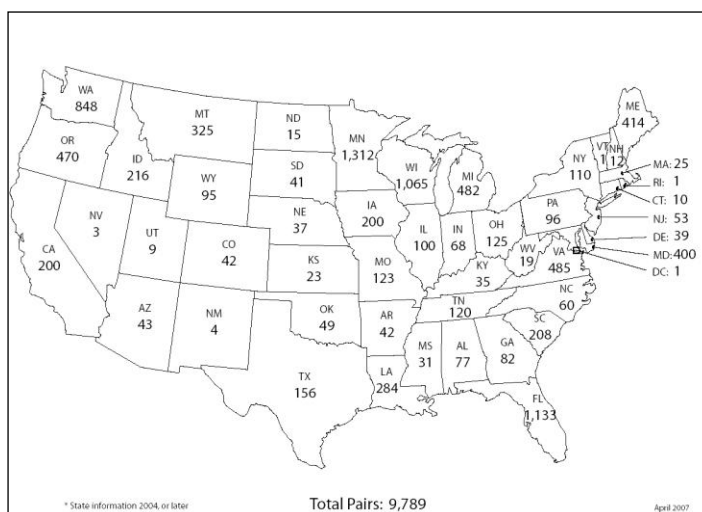 WA
848
OR
470
CA
200
ID
216
NV
3
MT
325
WY
95
UT
9
AZ
43
CO
42
NM
4
ND
15
SD
41
NE
37
KS
23
OK
49
TX
156
MN
1,312
IA
200
MO
123
AR
42
LA
284
WI
1,065
IL
100
MI
482
IN
68
OH
125
KY
35
TN
120
MS
31
AL
77
GA
82
FL
1,133
SC
208
NC
60
VA
485
WV
19
PA
96
NY
110
VT
1
NH
12
ME
414
MA: 25
RI: 1
CT: 10
NJ: 53
DE: 39
MD: 400
DC: 1
* State information 2004, or later
Total Pairs: 9,789
April 2007